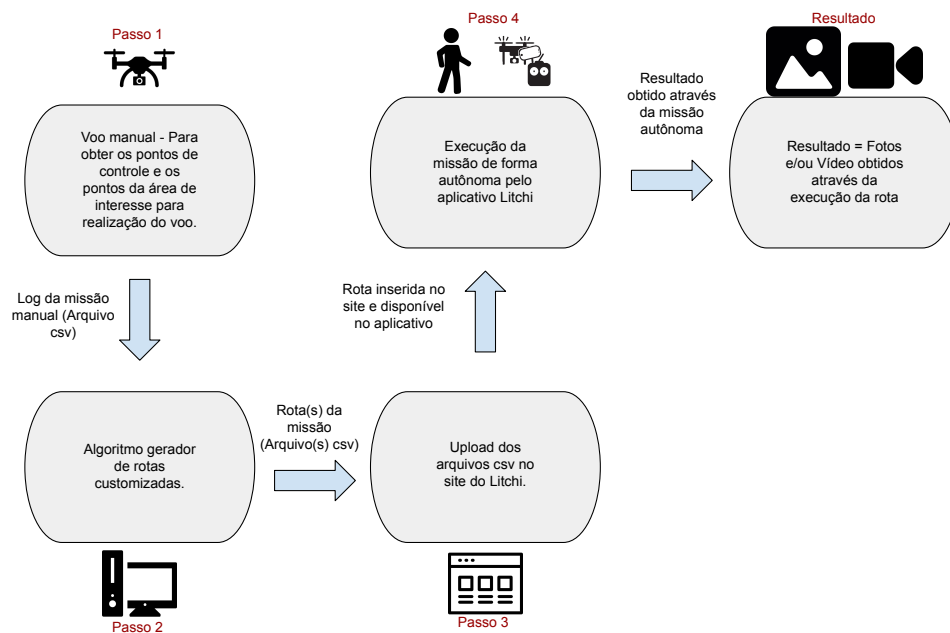 Passo 1
Voo manual - Para
obter os pontos de
controle e os
pontos da área de
interesse para
realização do voo.
Log da missão
manual (Arquivo
csv)
Algoritmo gerador
de rotas
customizadas.
Passo 2
Rota(s) da
missão
(Arquivo(s) csv)
Upload dos
arquivos csv no
site do Litchi.
Passo 3
Rota inserida no
site e disponível
no aplicativo
Passo 4
Execução da
missão de forma
autônoma pelo
aplicativo Litchi
Resultado
obtido através
da missão
autônoma
Resultado
Resultado = Fotos
e/ou Vídeo obtidos
através da
execução da rota